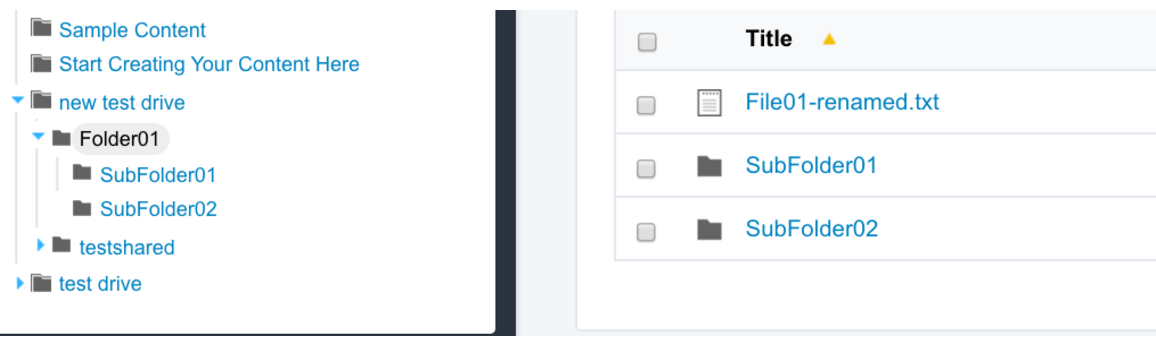 Sample Content
Start Creating Your Content Here
new test drive
Folder01
SubFolder01
SubFolder02
testshared
test drive
Title
File01-renamed.txt
SubFolder01
SubFolder02